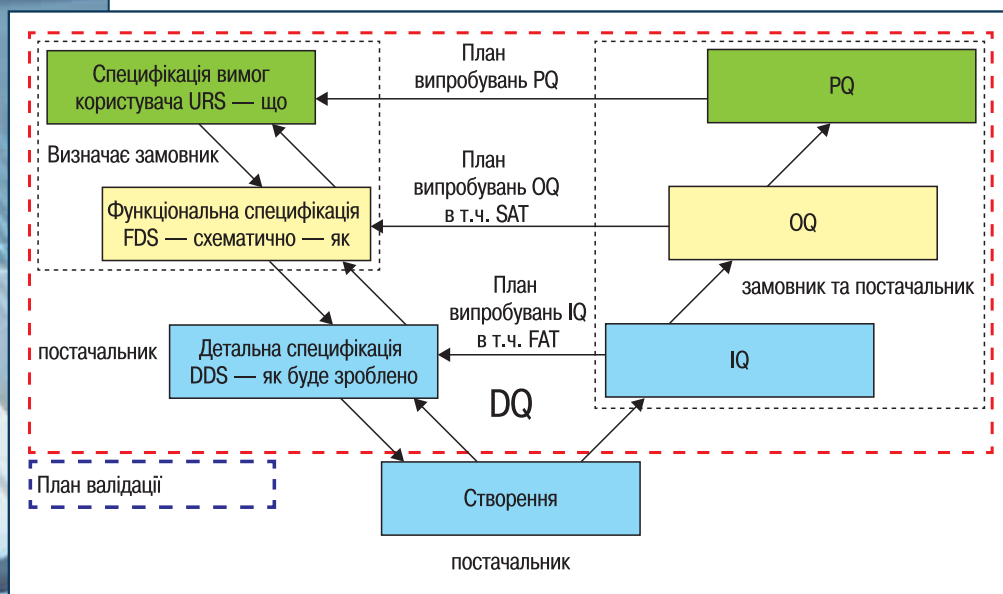 План
випробувань PQ
Специфікація вимог
користувача URS — що
PQ
Визначає замовник
План
випробувань OQ
в т.ч. SAT
Функціональна специфікація
FDS — схематично — як
OQ
замовник та постачальник
План
випробувань IQ
в т.ч. FAT
постачальник
Детальна специфікація
DDS — як буде зроблено
IQ
DQ
План валідації
Створення
постачальник